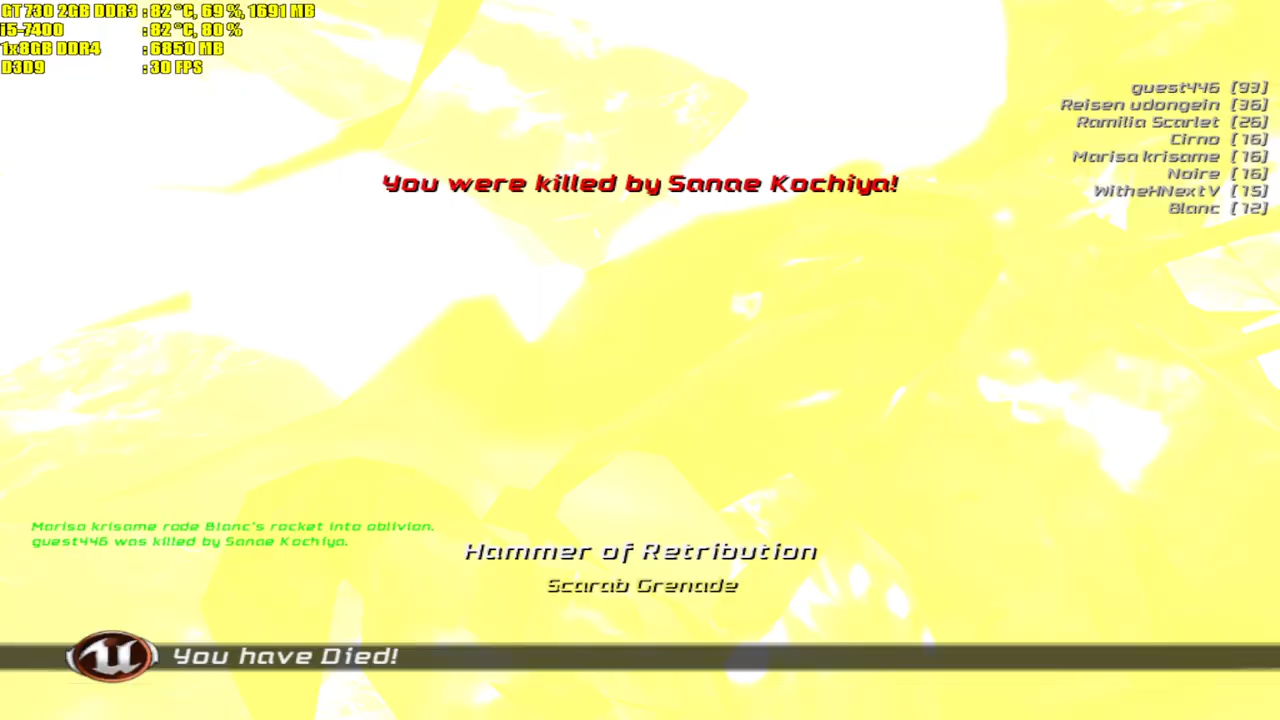 GT 730 2GB DDR3 : 82 °C, 69 %, 1691 MB
i5-7400 : 82 °C, 80 %
1x8GB DDR4 : 6850 MB
D3D9 : 30 FPS
guest446 [93]
Reisen udongein [36]
Ramilia Scarlet [26]
Cirno [16]
Marisa krisame [16]
Noire [16]
WitheHNextV [15]
Blanc [12]
You were killed by Sanae Kochiya!
Marisa krisame rode Blanc's rocket into oblivion.
guest446 was killed by Sanae Kochiya.
Hammer of Retribution
Scarab Grenade
You have Died!